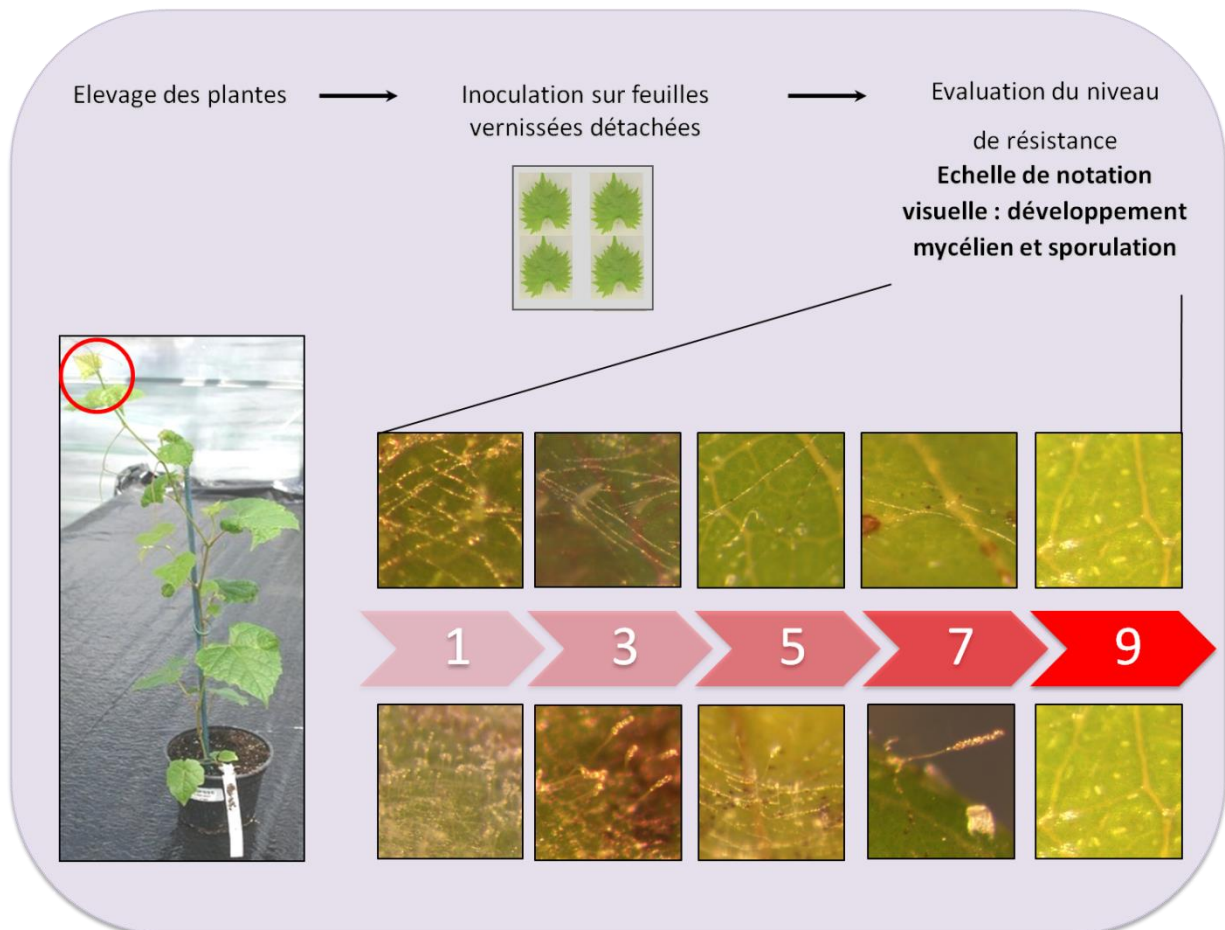 Elevage des plantes
Inoculation sur feuilles
vernissées détachées
Evaluation du niveau
de résistance
Echelle de notation
visuelle : développement
mycélien et sporulation
1 3 5 7 9